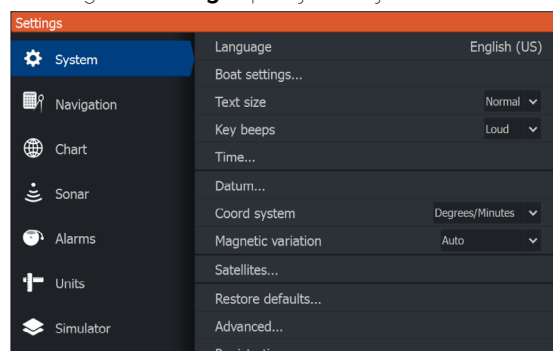 Settings
System
Navigation
Chart
Sonar
Alarms
Units
Simulator
Language English (US)
Boat settings...
Text size Normal
Key beeps Loud
Time...
Datum...
Coord system Degrees/Minutes
Magnetic variation Auto
Satellites...
Restore defaults...
Advanced...